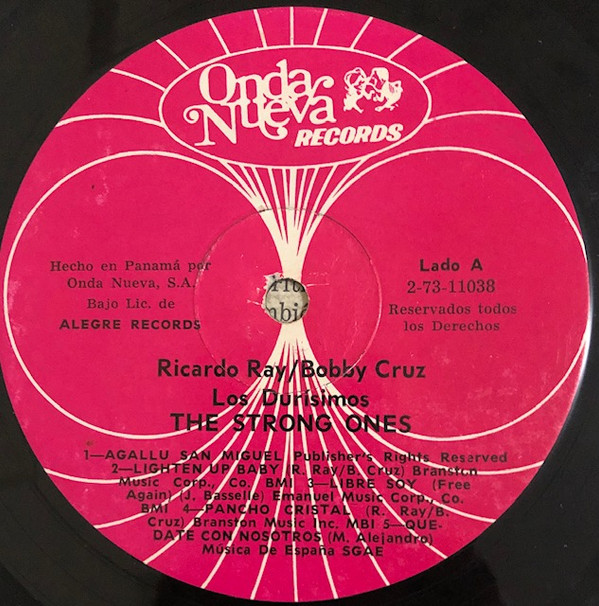 Onda
Nueva
RECORDS
Hecho en Panamá por
Onda Nueva, S.A.
Bajo Lic. de
ALEGRE RECORDS
Lado A
2-73-11038
Reservados todos
los Derechos
Ricardo Ray/Bobby Cruz
Los Durísimos
THE STRONG ONES
1—AGALLU SAN MIGUEL Publisher's Rights Reserved
2—LIGHTEN UP BABY (R. Ray/B. Cruz) Branston
Music Corp., Co. BMI 3—LIBRE SOY (Free
Again) (J. Basselle) Emanuel Music Corp., Co.
BMI 4—PANCHO CRISTAL (R. Ray/B.
Cruz) Branston Music Inc. MBI 5—QUE-
DATE CON NOSOTROS (M. Alejandro)
Música De España SGAE